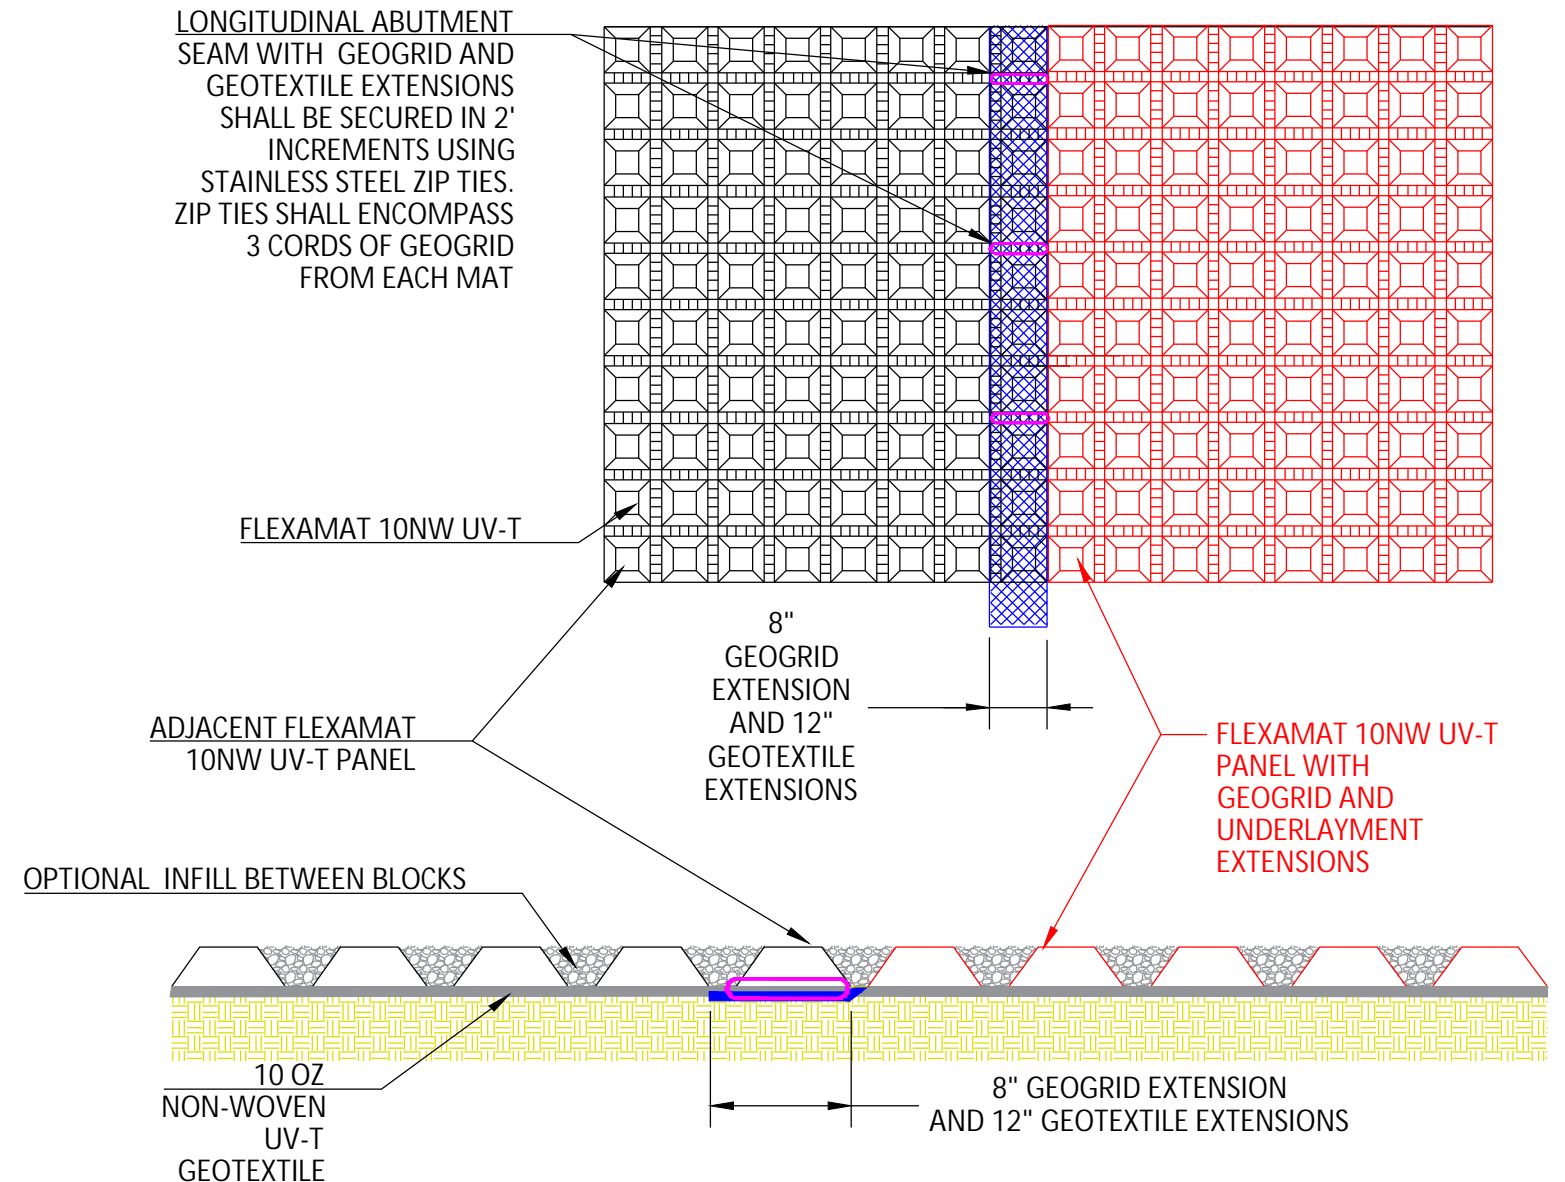 LONGITUDINAL ABUTMENT
SEAM WITH GEOGRID AND
GEOTEXTILE EXTENSIONS
SHALL BE SECURED IN 2'
INCREMENTS USING
STAINLESS STEEL ZIP TIES.
ZIP TIES SHALL ENCOMPASS
3 CORDS OF GEOGRID
FROM EACH MAT
FLEXAMAT 10NW UV-T
8"
GEOGRID
EXTENSION
AND 12"
GEOTEXTILE
EXTENSIONS
ADJACENT FLEXAMAT
10NW UV-T PANEL
FLEXAMAT 10NW UV-T
PANEL WITH
GEOGRID AND
UNDERLAYMENT
EXTENSIONS
OPTIONAL INFILL BETWEEN BLOCKS
10 OZ
NON-WOVEN
UV-T
GEOTEXTILE
8" GEOGRID EXTENSION
AND 12" GEOTEXTILE EXTENSIONS